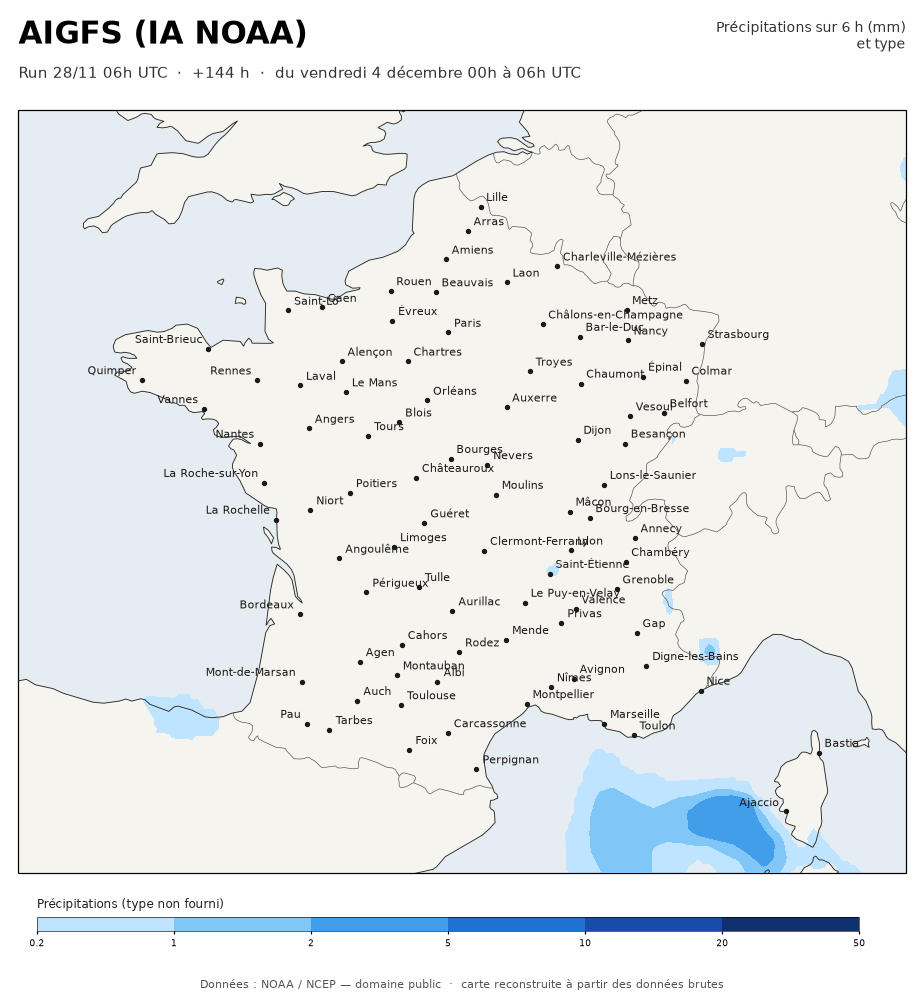 AIGFS (IA NOAA)
Précipitations sur 6 h (mm)
et type
Run 28/11 06h UTC · +144 h · du vendredi 4 décembre 00h à 06h UTC
Lille
Arras
Amiens
Charleville-Mézières
Laon
Rouen
Beauvais
Saint-Lô
Caen
Metz
Évreux
Châlons-en-Champagne
Paris
Bar-le-Duc
Nancy
Strasbourg
Saint-Brieuc
Alençon
Chartres
Troyes
Épinal
Quimper
Rennes
Laval
Le Mans
Chaumont
Colmar
Vannes
Orléans
Auxerre
Vesoul
Belfort
Angers
Blois
Tours
Nantes
Dijon
Besançon
Bourges
Nevers
La Roche-sur-Yon
Châteauroux
Lons-le-Saunier
Poitiers
Moulins
Niort
Mâcon
La Rochelle
Guéret
Bourg-en-Bresse
Limoges
Clermont-Ferrand
Lyon
Annecy
Angoulême
Saint-Étienne
Chambéry
Périgueux
Tulle
Grenoble
Bordeaux
Aurillac
Le Puy-en-Velay
Valence
Privas
Cahors
Rodez
Mende
Gap
Agen
Mont-de-Marsan
Montauban
Albi
Nîmes
Avignon
Digne-les-Bains
Auch
Toulouse
Montpellier
Nice
Pau
Tarbes
Carcassonne
Marseille
Toulon
Foix
Perpignan
Bastia
Ajaccio
Précipitations (type non fourni)
0.2 1 2 5 10 20 50
Données : NOAA / NCEP — domaine public · carte reconstruite à partir des données brutes